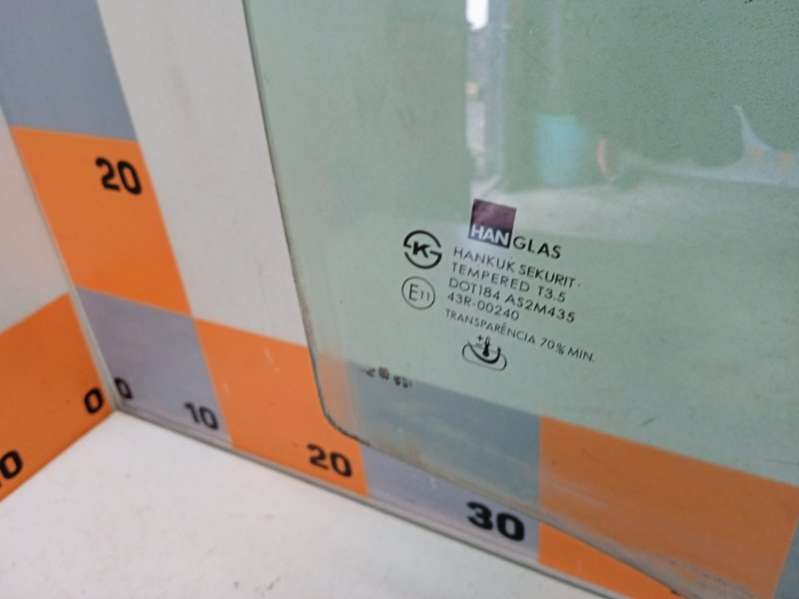 20
HANGLAS
K
HANKUK SEKURIT·
TEMPERED T3.5
DOT184 AS2M435
E11
43R-00240
TRANSPARÊNCIA 70% MIN.
0
0
10
20
30